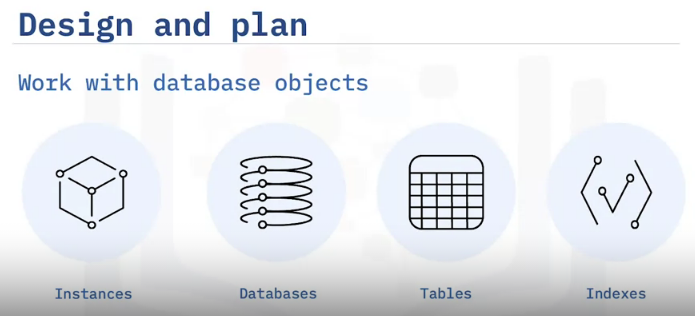 Design and plan
Work with database objects
Instances
Databases
Tables
Indexes